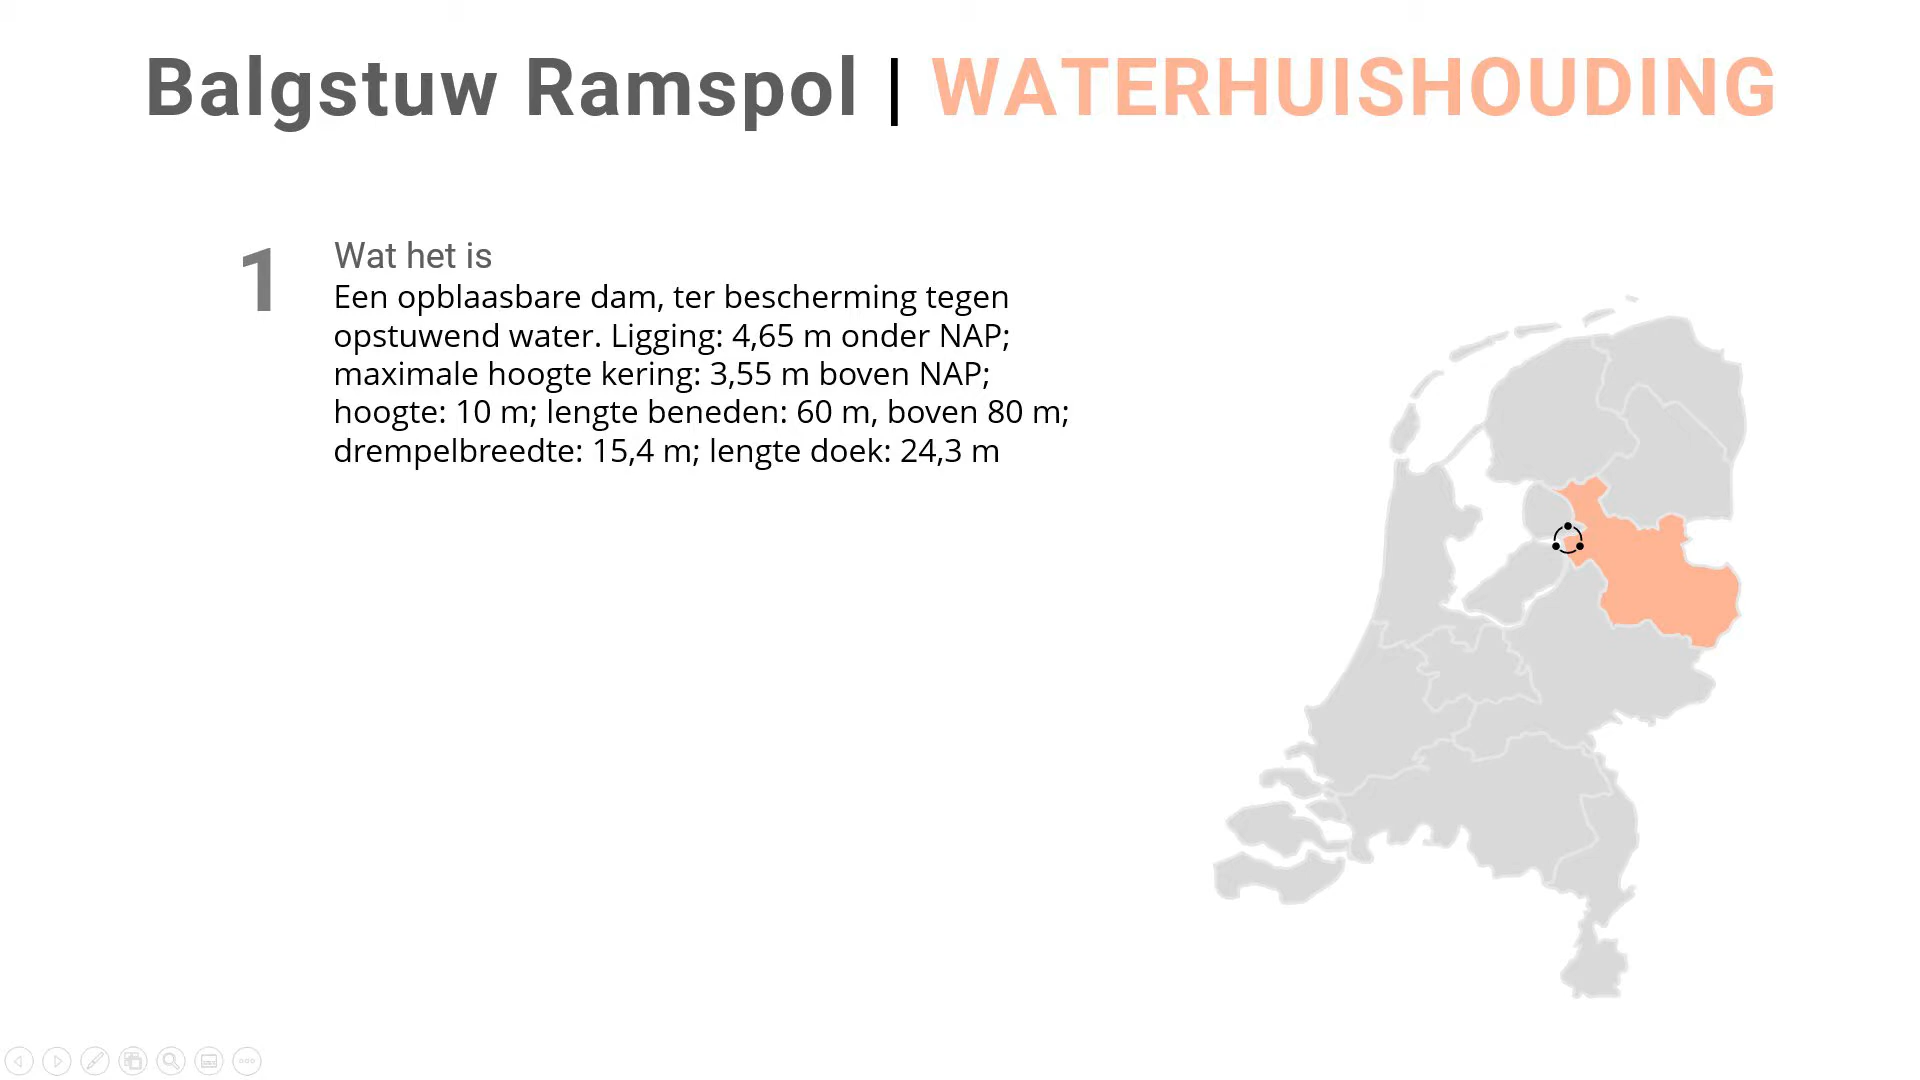 Balgstuw Ramspol | WATERHUISHOUDING
1
Wat het is
Een opblaasbare dam, ter bescherming tegen
opstuwend water. Ligging: 4,65 m onder NAP;
maximale hoogte kering: 3,55 m boven NAP;
hoogte: 10 m; lengte beneden: 60 m, boven 80 m;
drempelbreedte: 15,4 m; lengte doek: 24,3 m